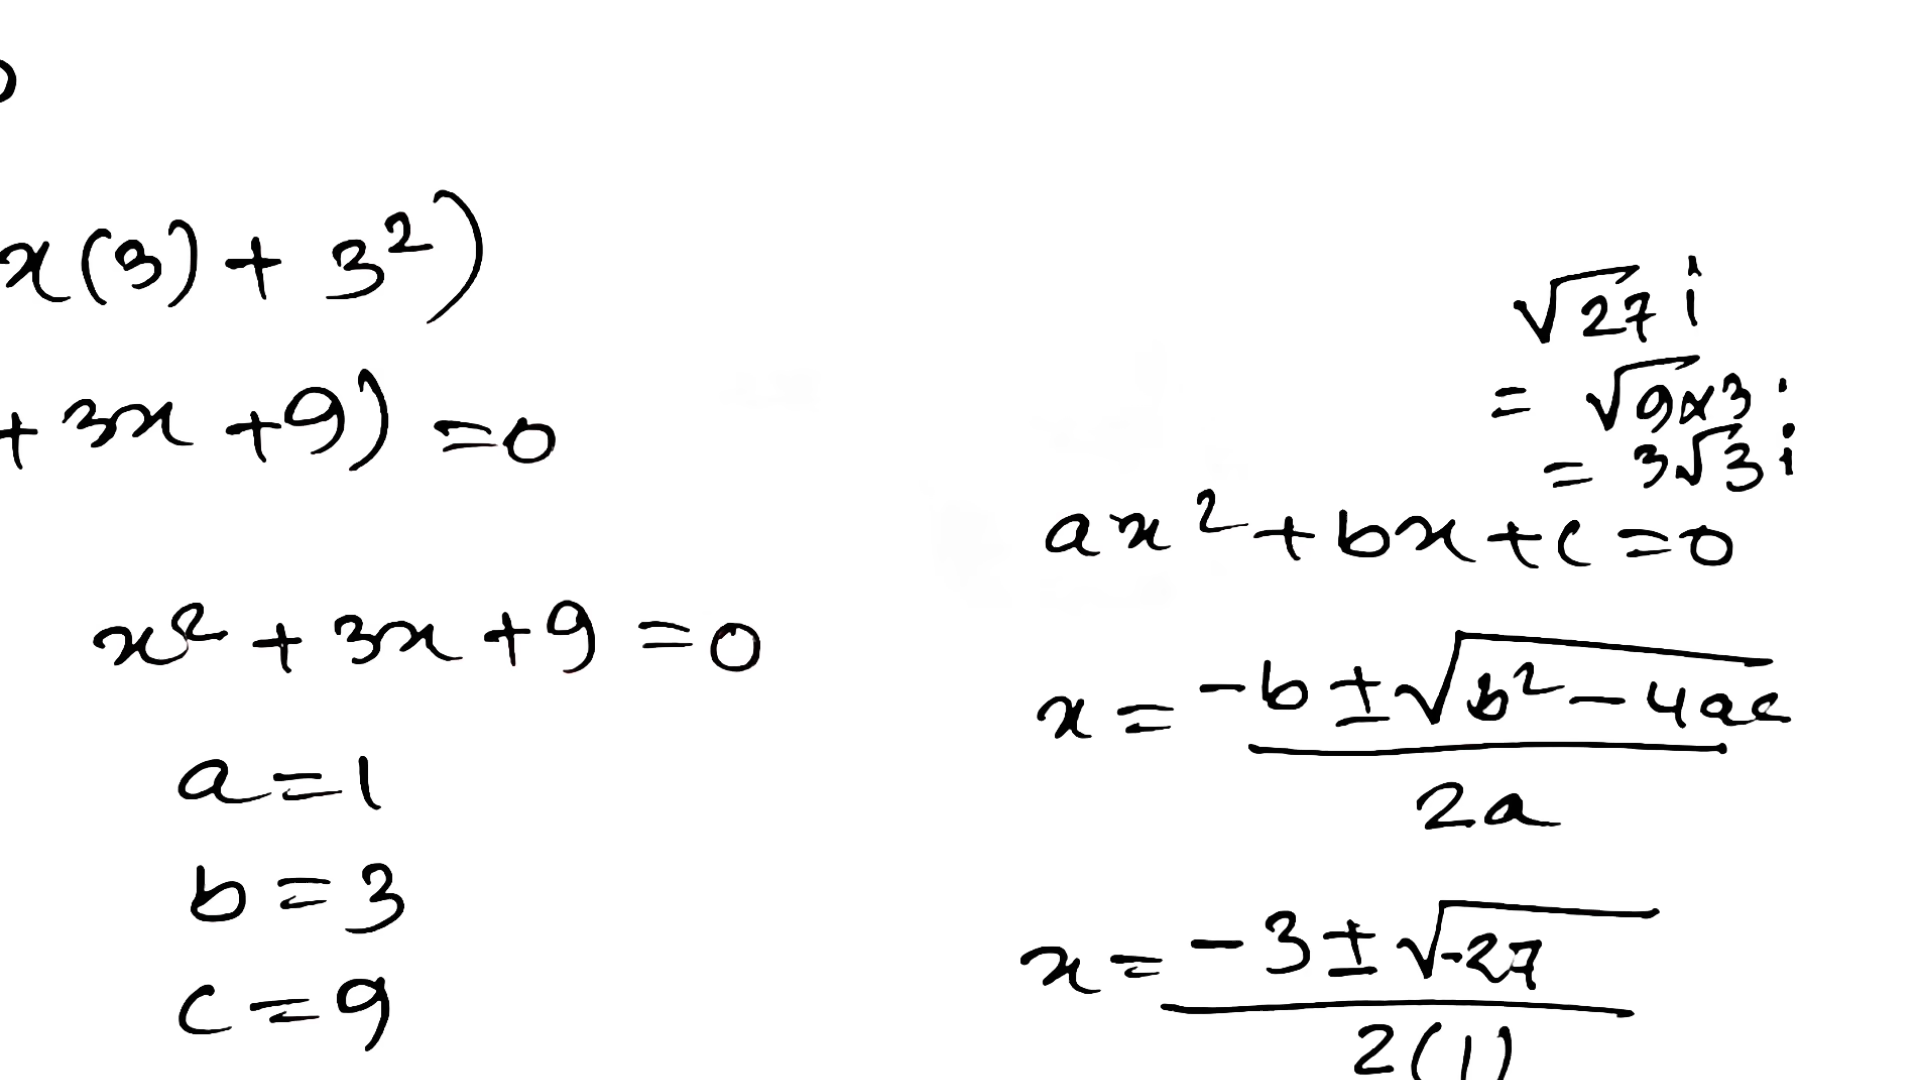 x(3) + 3²)
+ 3x + 9) = 0
x² + 3x + 9 = 0
a = 1
b = 3
c = 9
√27 i
= √9×3 i
= 3√3 i
ax² + bx + c = 0
x = -b ± √b² - 4ac
2a
x = -3 ± √-27
2(1)